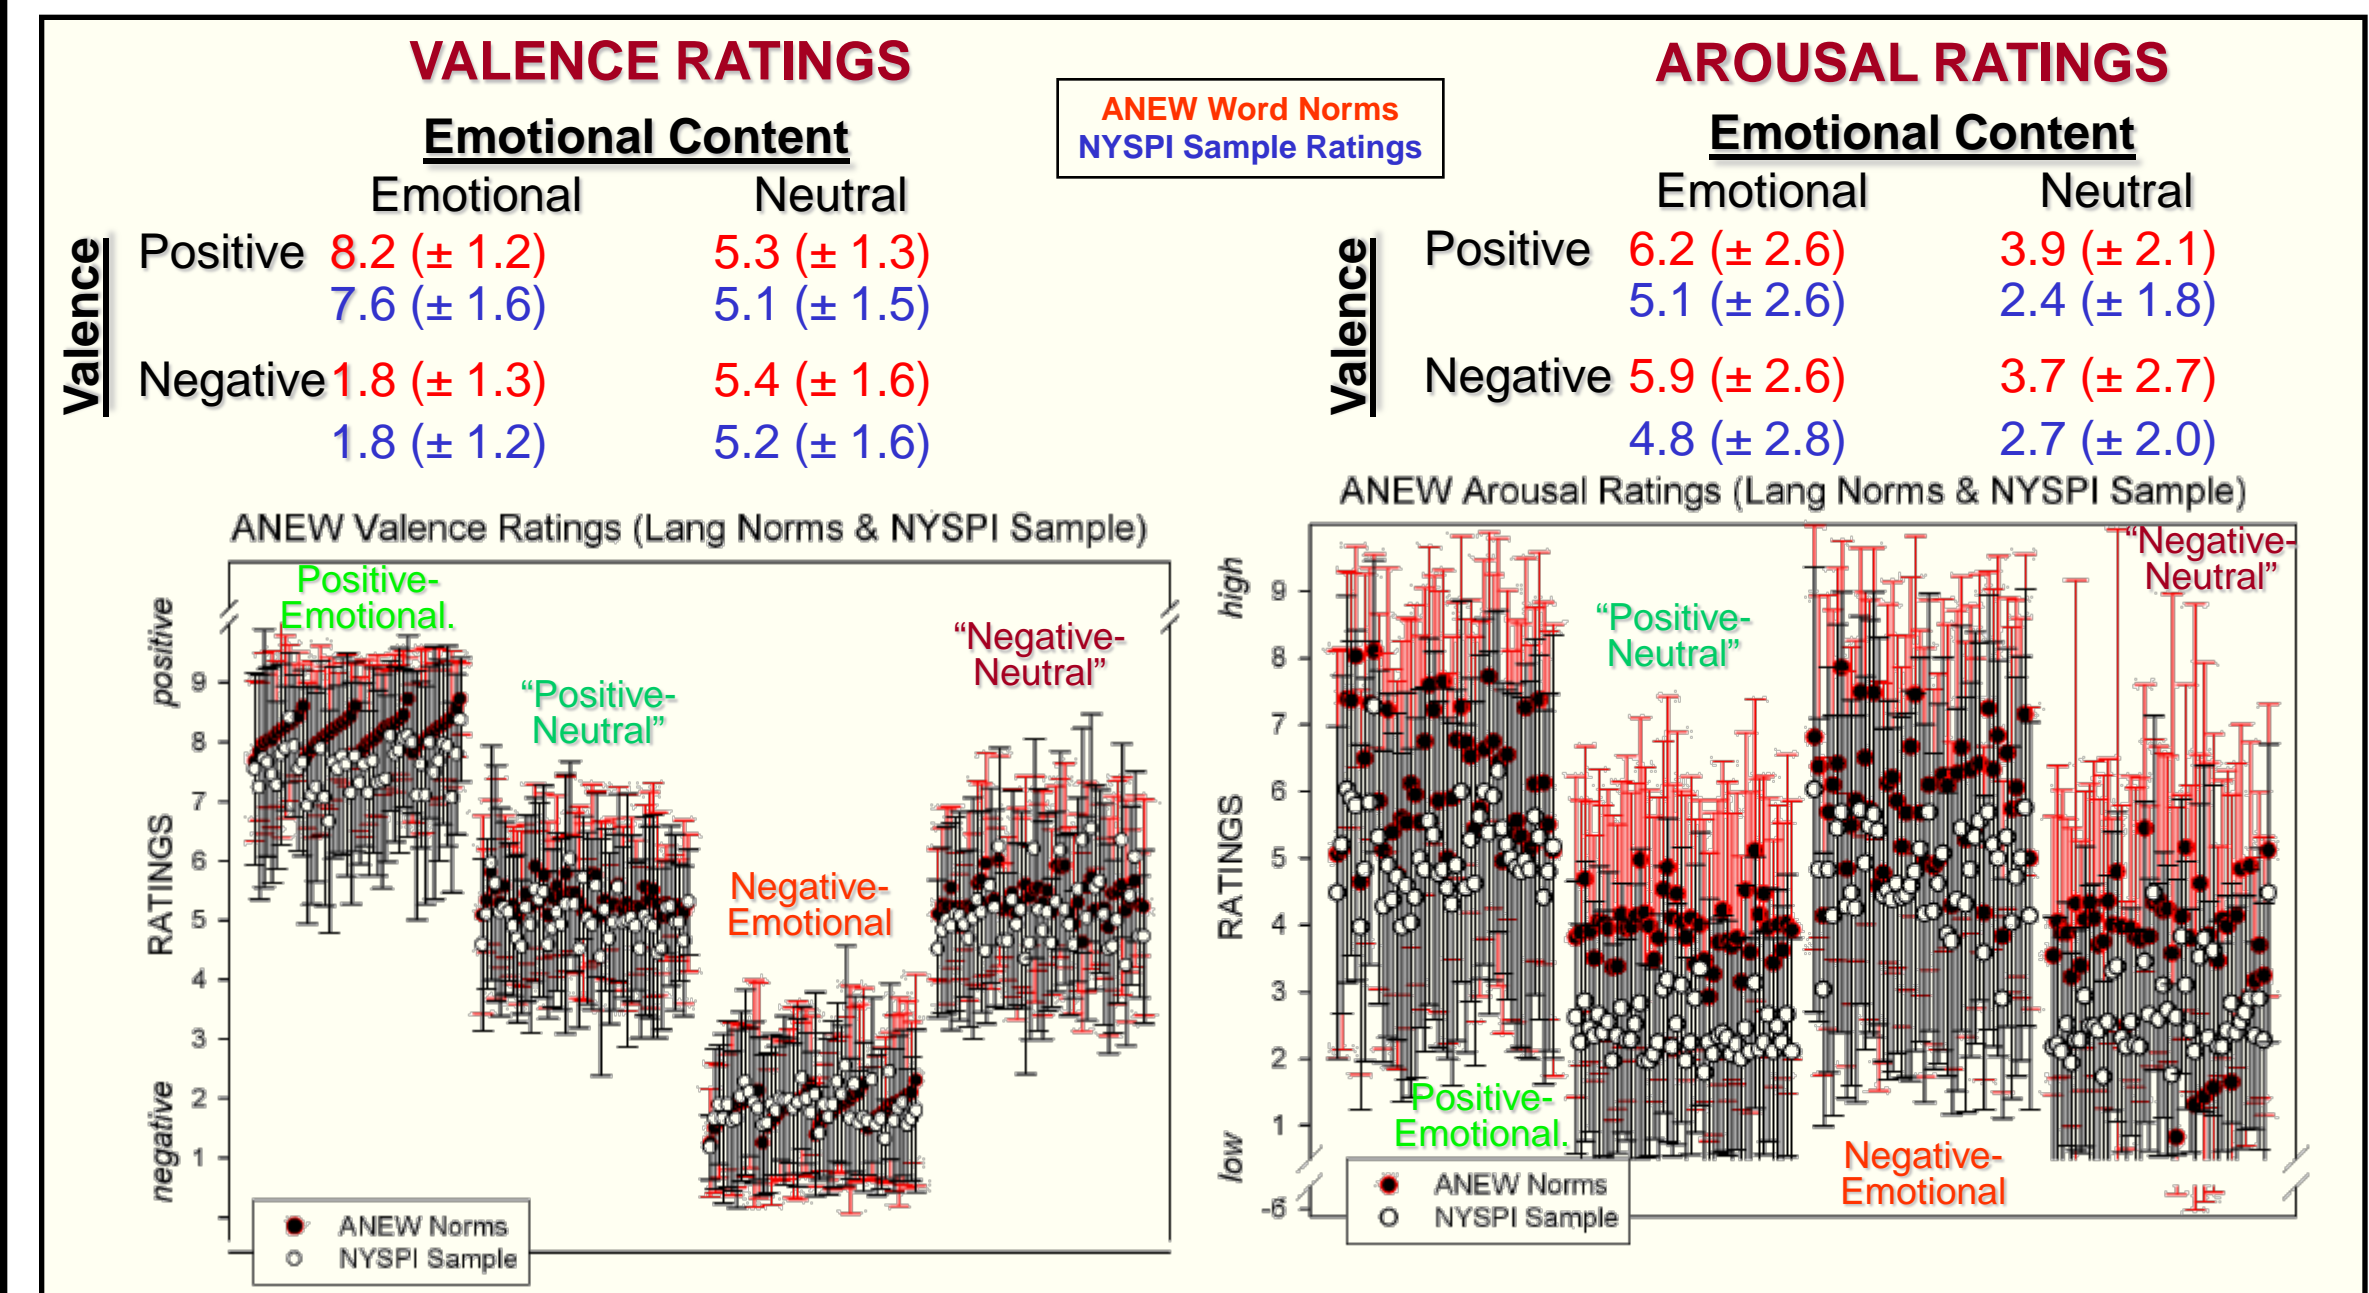 VALENCE RATINGS
Emotional Content
Emotional Neutral
Valence
Positive 8.2 (± 1.2) 5.3 (± 1.3)
7.6 (± 1.6) 5.1 (± 1.5)
Negative 1.8 (± 1.3) 5.4 (± 1.6)
1.8 (± 1.2) 5.2 (± 1.6)
ANEW Word Norms
NYSPI Sample Ratings
AROUSAL RATINGS
Emotional Content
Emotional Neutral
Valence
Positive 6.2 (± 2.6) 3.9 (± 2.1)
5.1 (± 2.6) 2.4 (± 1.8)
Negative 5.9 (± 2.6) 3.7 (± 2.7)
4.8 (± 2.8) 2.7 (± 2.0)
ANEW Valence Ratings (Lang Norms & NYSPI Sample)
positive
RATINGS
negative
9
8
7
6
5
4
3
2
1
Positive-
Emotional.
“Positive-
Neutral”
Negative-
Emotional
“Negative-
Neutral”
ANEW Norms
NYSPI Sample
ANEW Arousal Ratings (Lang Norms & NYSPI Sample)
high
RATINGS
low
9
8
7
6
5
4
3
2
1
-6
Positive-
Emotional.
“Positive-
Neutral”
Negative-
Emotional
“Negative-
Neutral”
ANEW Norms
NYSPI Sample